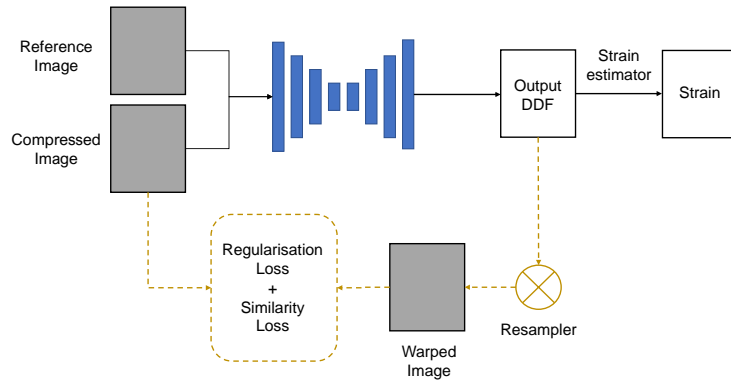 Reference
Image
Compressed
Image
Output
DDF
Strain
estimator
Strain
Regularisation
Loss
+
Similarity
Loss
Warped
Image
Resampler